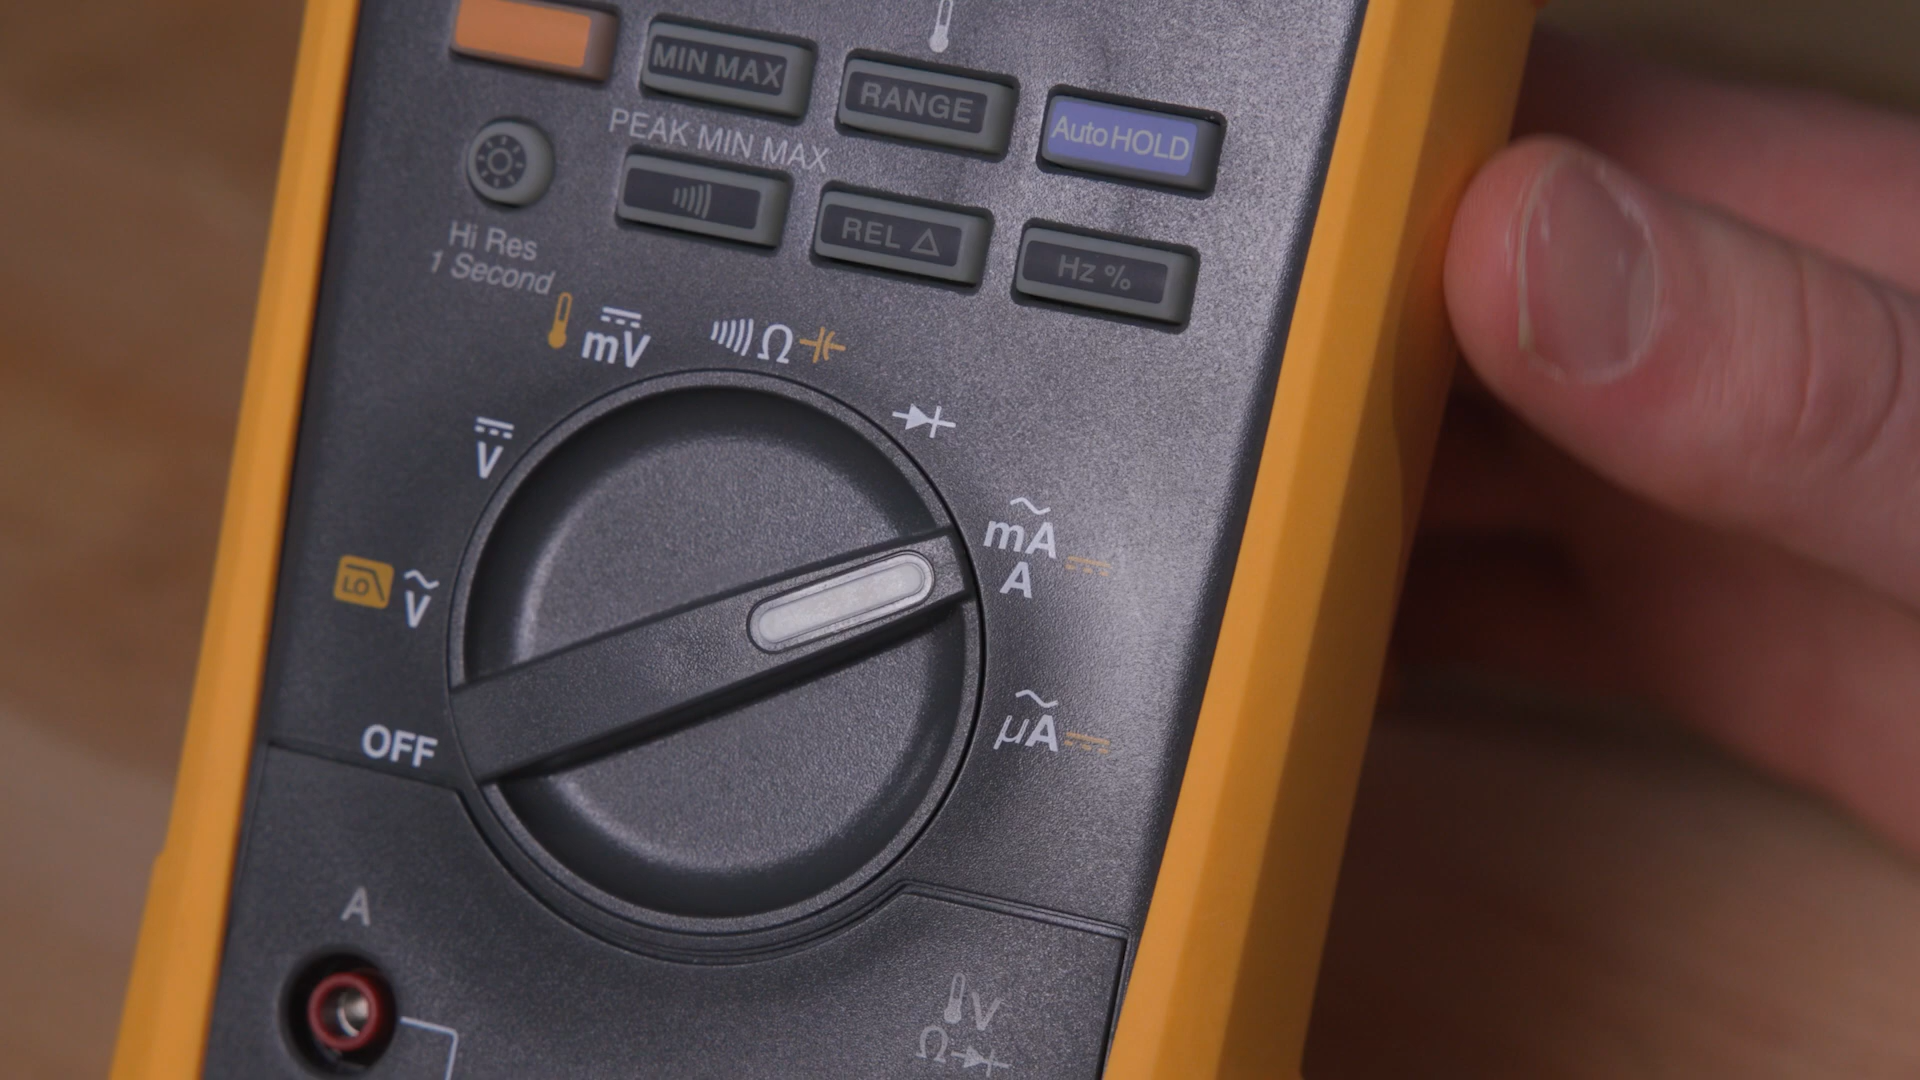 MIN MAX
RANGE
AutoHOLD
PEAK MIN MAX
REL △
Hz %
Hi Res
1 Second
mV
Ω
V
mA
A
LO
V
µA
OFF
A
V
Ω